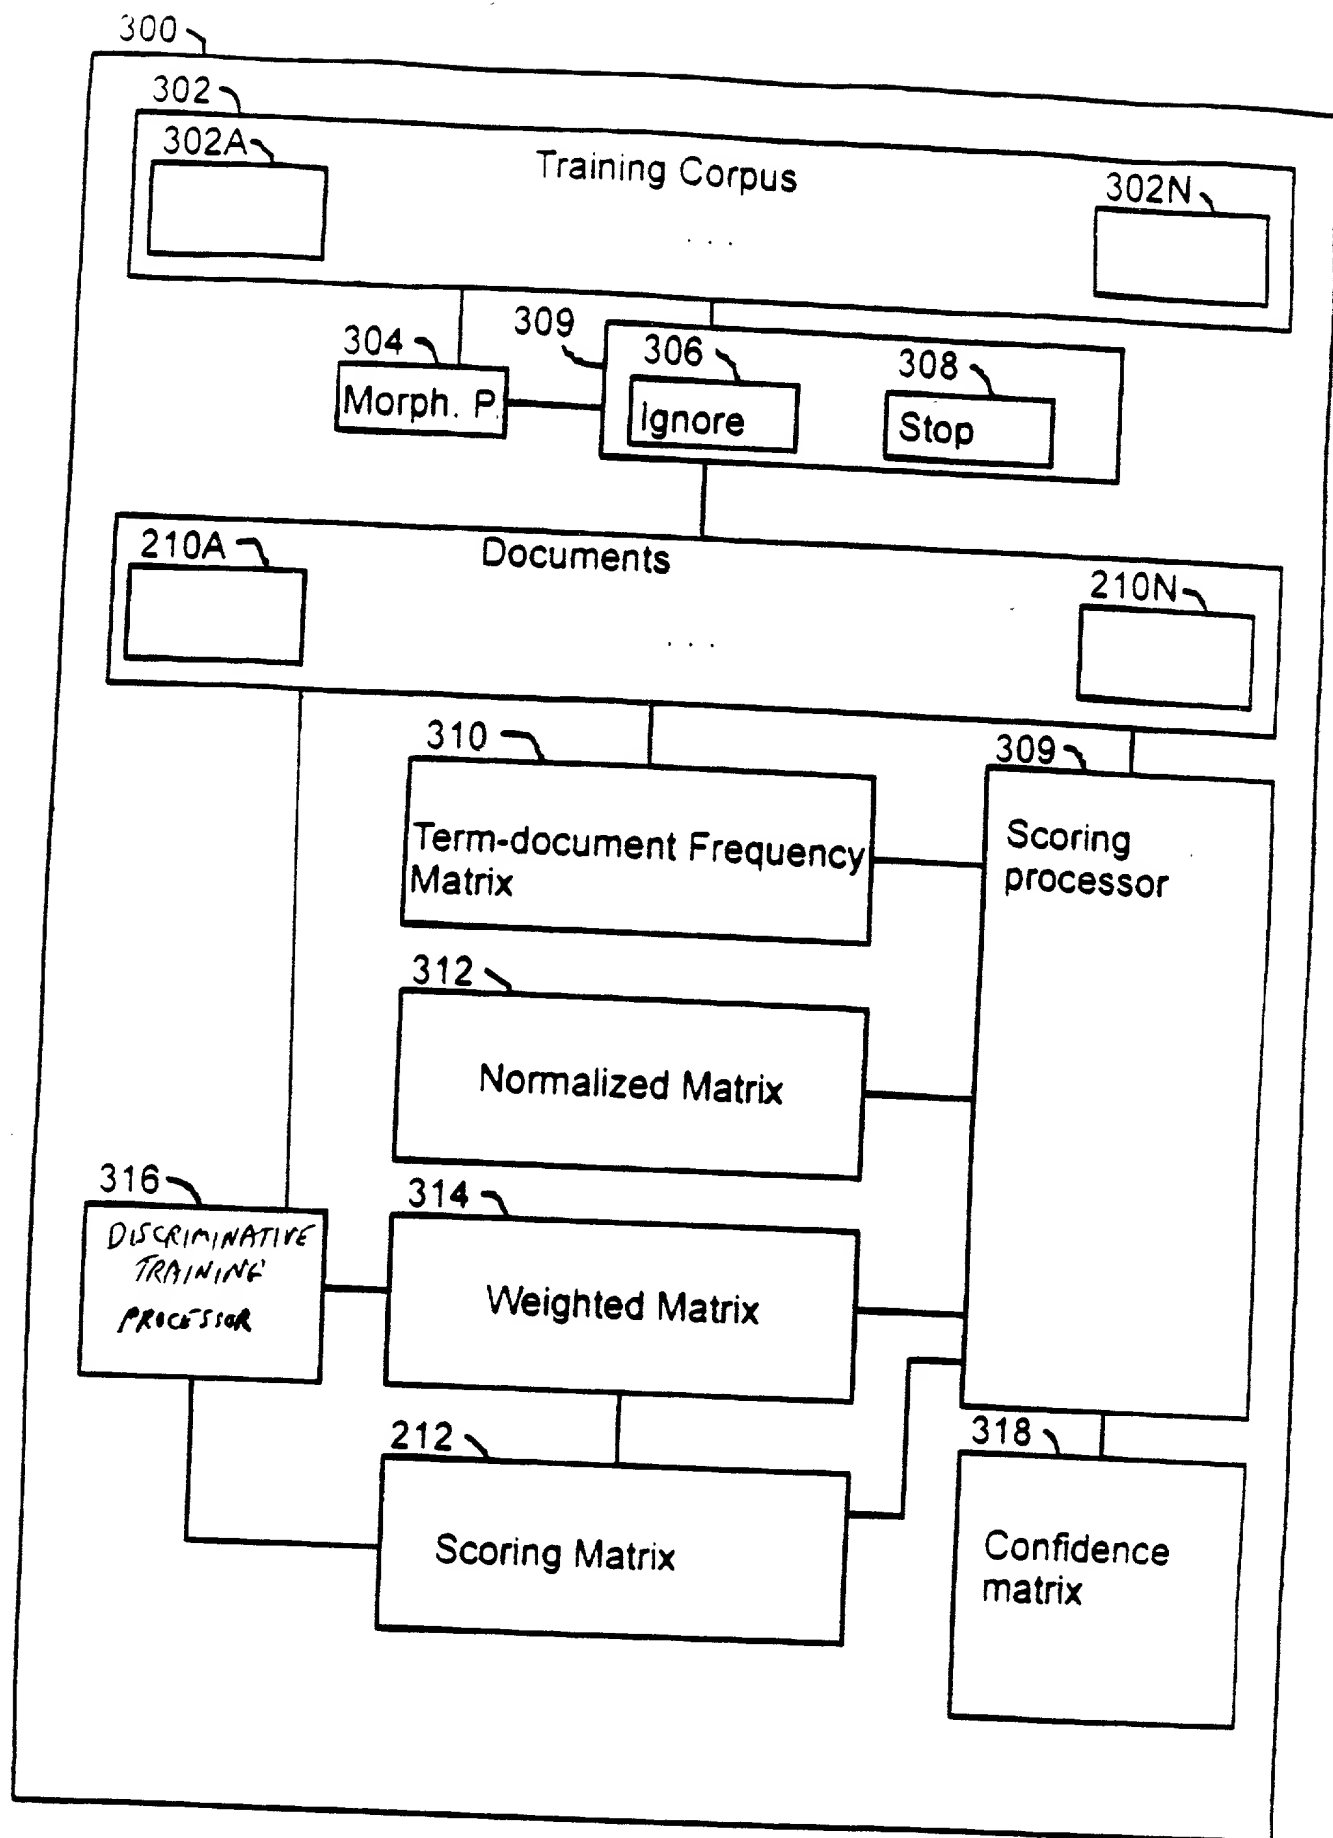 300
302
302A
Training Corpus
302N
. . .
309
304
306
308
Morph. P.
Ignore
Stop
210A
Documents
210N
. . .
310
309
Term-document Frequency
Matrix
Scoring
processor
312
Normalized Matrix
316
314
DISCRIMINATIVE
TRAINING
PROCESSOR
Weighted Matrix
212
318
Scoring Matrix
Confidence
matrix